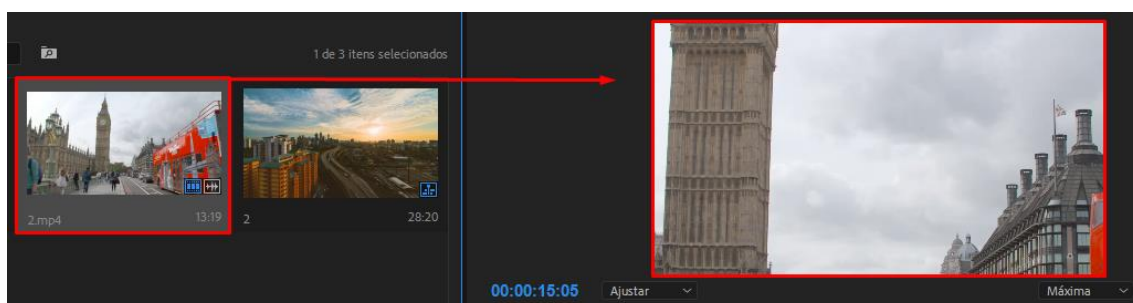 1 de 3 itens selecionados
2.mp4 13:19
2 28:20
00:00:15:05 Ajustar Máxima